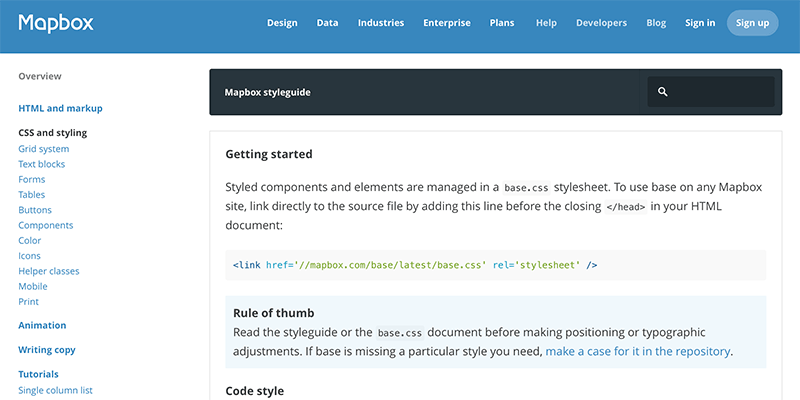 Mapbox
Design Data Industries Enterprise Plans Help Developers Blog Sign in Sign up
Overview
HTML and markup
CSS and styling
Grid system
Text blocks
Forms
Tables
Buttons
Components
Color
Icons
Helper classes
Mobile
Print
Animation
Writing copy
Tutorials
Single column list
Mapbox styleguide
Getting started
Styled components and elements are managed in a base.css stylesheet. To use base on any Mapbox
site, link directly to the source file by adding this line before the closing </head> in your HTML
document:
<link href='//mapbox.com/base/latest/base.css' rel='stylesheet' />
Rule of thumb
Read the styleguide or the base.css document before making positioning or typographic
adjustments. If base is missing a particular style you need, make a case for it in the repository.
Code style